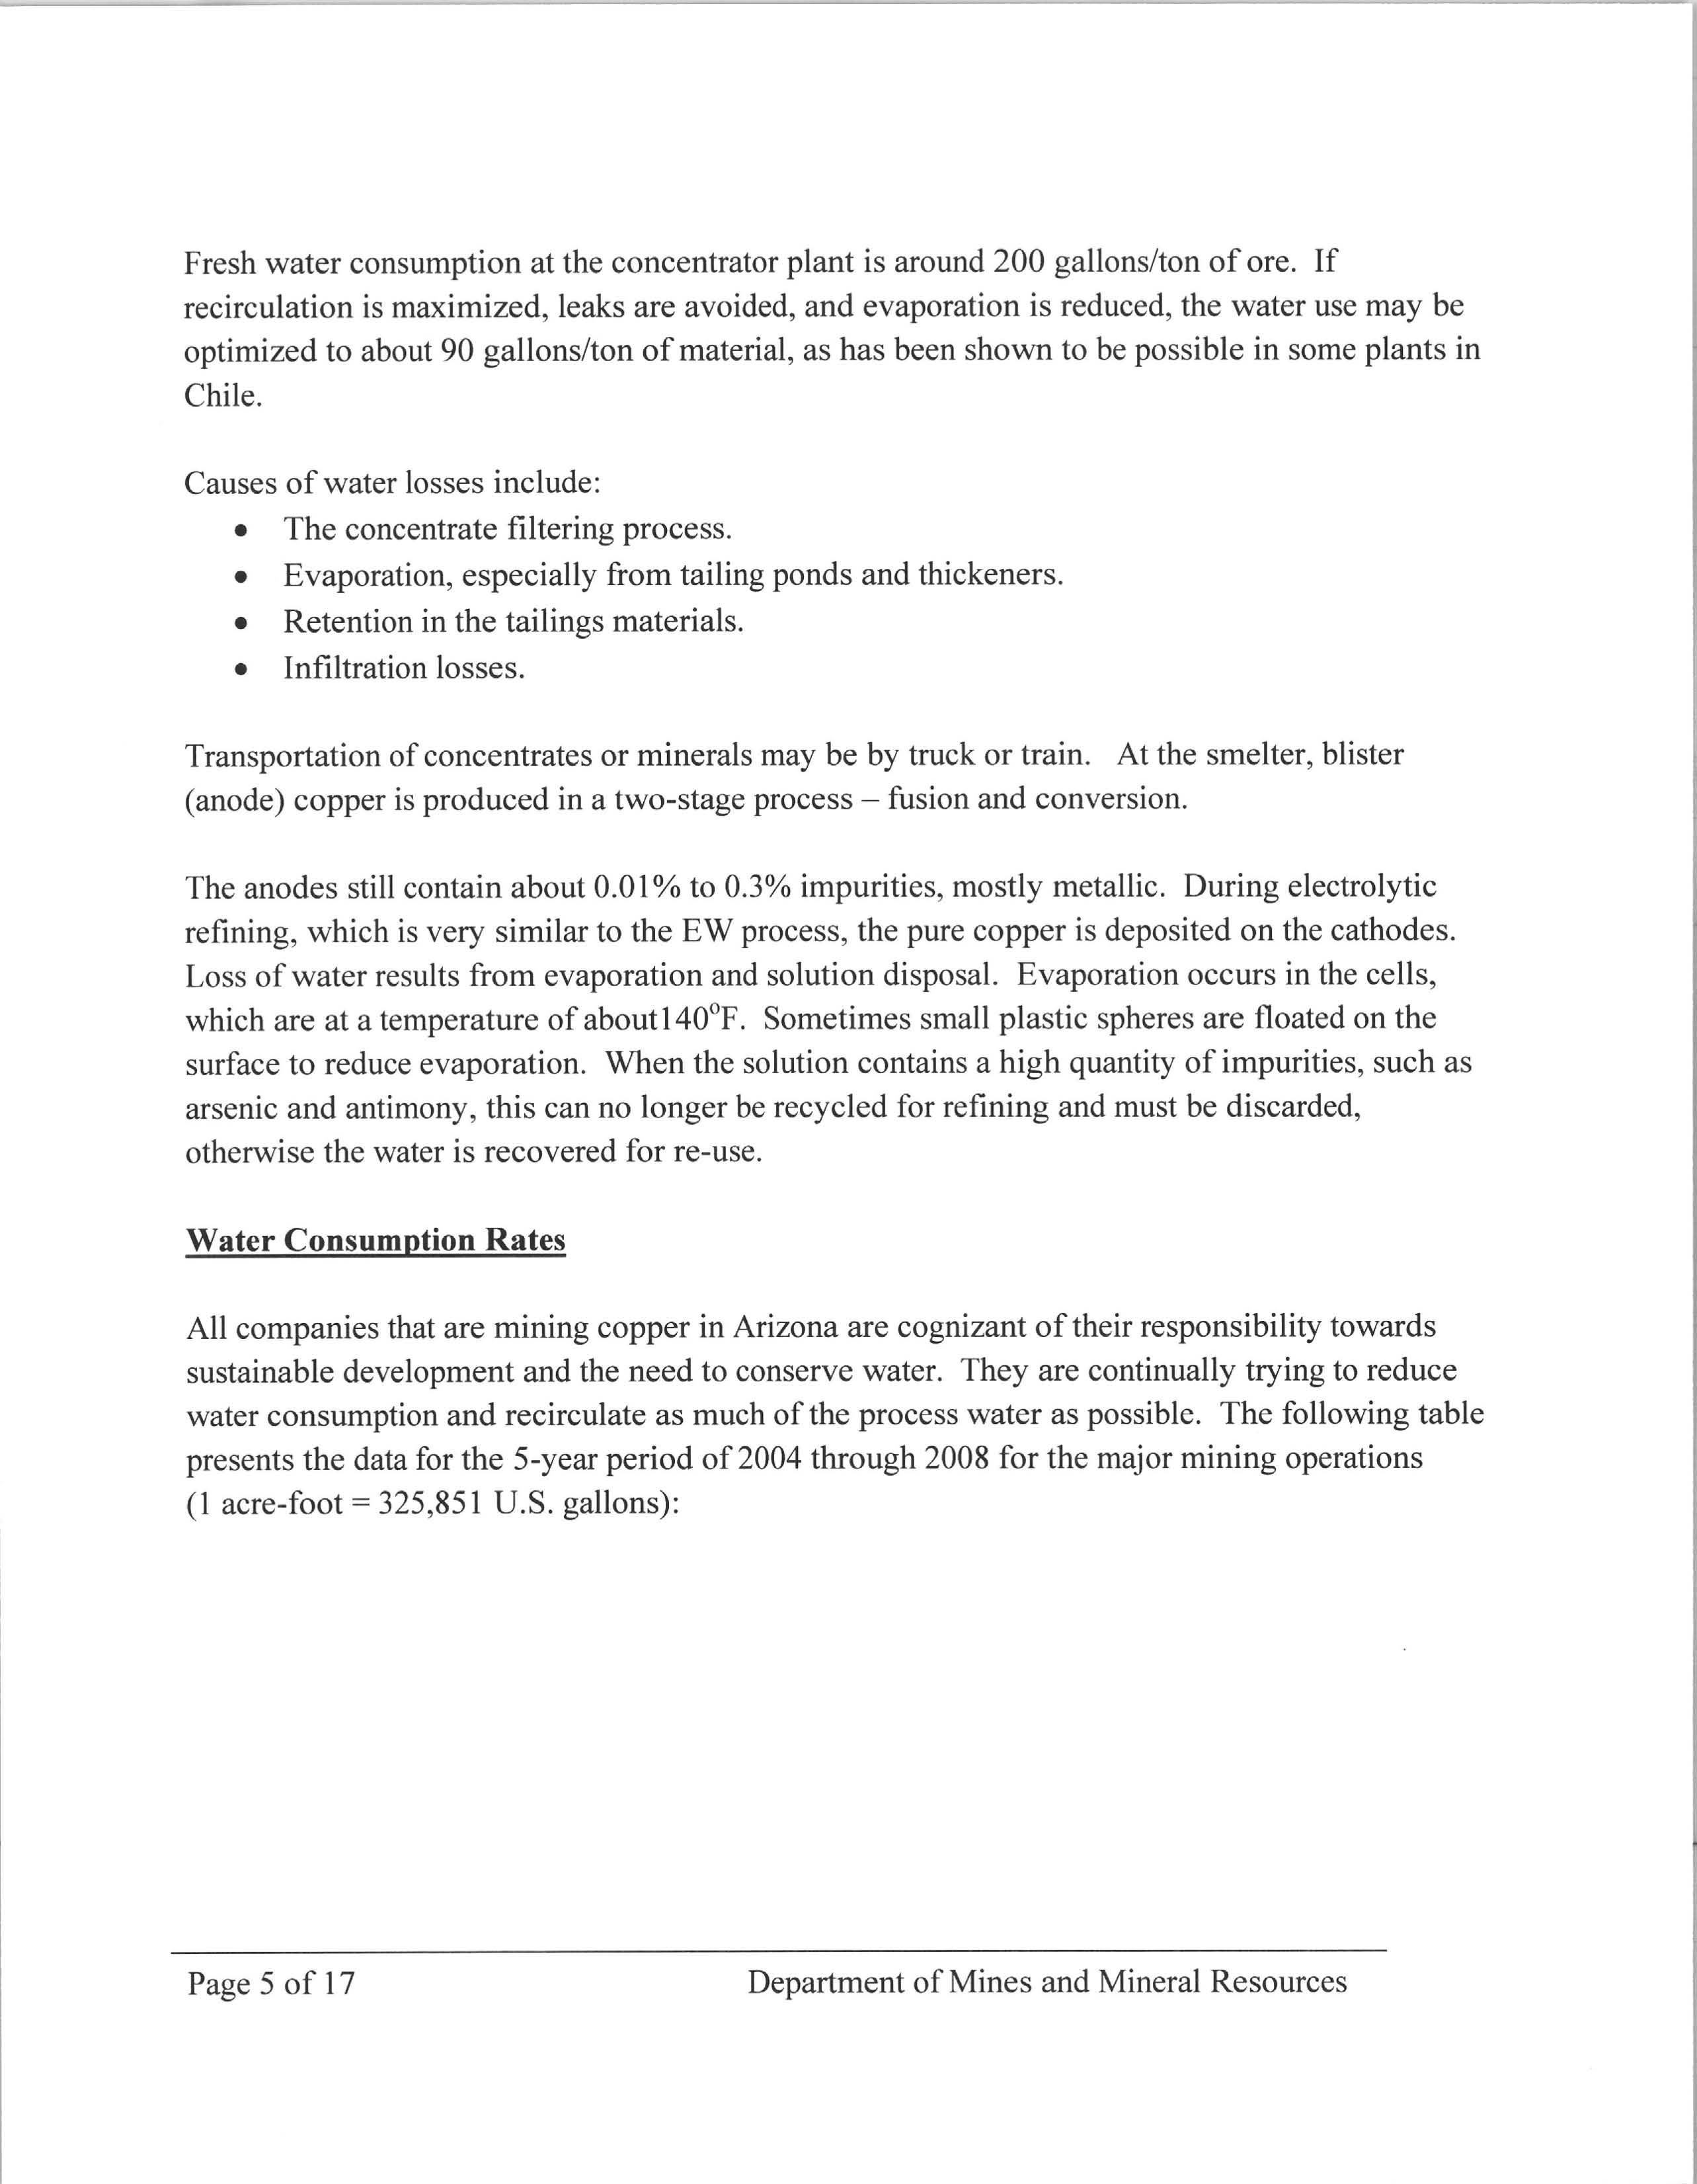 Fresh water consumption at the concentrator plant is around 200 gallons/ton of ore.  If
recirculation is maximized, leaks are avoided, and evaporation is reduced, the water use may be
optimized to about 90 gallons/ton of material, as has been shown to be possible in some plants in
Chile.
Causes of water losses include:
• The concentrate filtering process.
• Evaporation, especially from tailing ponds and thickeners.
• Retention in the tailings materials.
• Infiltration losses.
Transportation of concentrates or minerals may be by truck or train.   At the smelter, blister
(anode) copper is produced in a two-stage process – fusion and conversion.
The anodes still contain about 0.01% to 0.3% impurities, mostly metallic.  During electrolytic
refining, which is very similar to the EW process, the pure copper is deposited on the cathodes.
Loss of water results from evaporation and solution disposal.  Evaporation occurs in the cells,
which are at a temperature of about140°F.  Sometimes small plastic spheres are floated on the
surface to reduce evaporation.  When the solution contains a high quantity of impurities, such as
arsenic and antimony, this can no longer be recycled for refining and must be discarded,
otherwise the water is recovered for re-use.
Water Consumption Rates
All companies that are mining copper in Arizona are cognizant of their responsibility towards
sustainable development and the need to conserve water.  They are continually trying to reduce
water consumption and recirculate as much of the process water as possible.  The following table
presents the data for the 5-year period of 2004 through 2008 for the major mining operations
(1 acre-foot = 325,851 U.S. gallons):
Page 5 of 17 Department of Mines and Mineral Resources